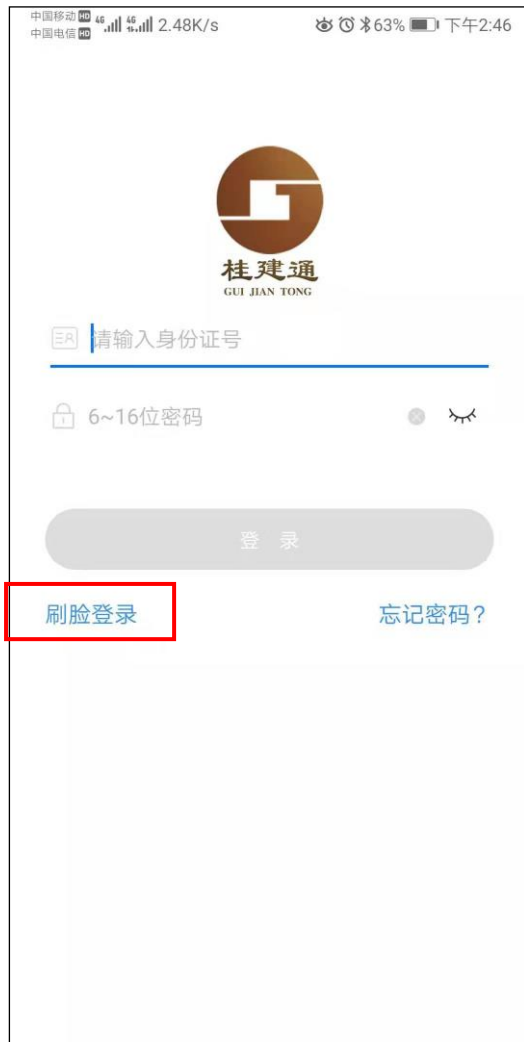 中国移动 HD 4G 4G 2.48K/s 63% 下午2:46
中国电信 HD
桂建通
GUI JIAN TONG
请输入身份证号
6~16位密码
登 录
刷脸登录 忘记密码?